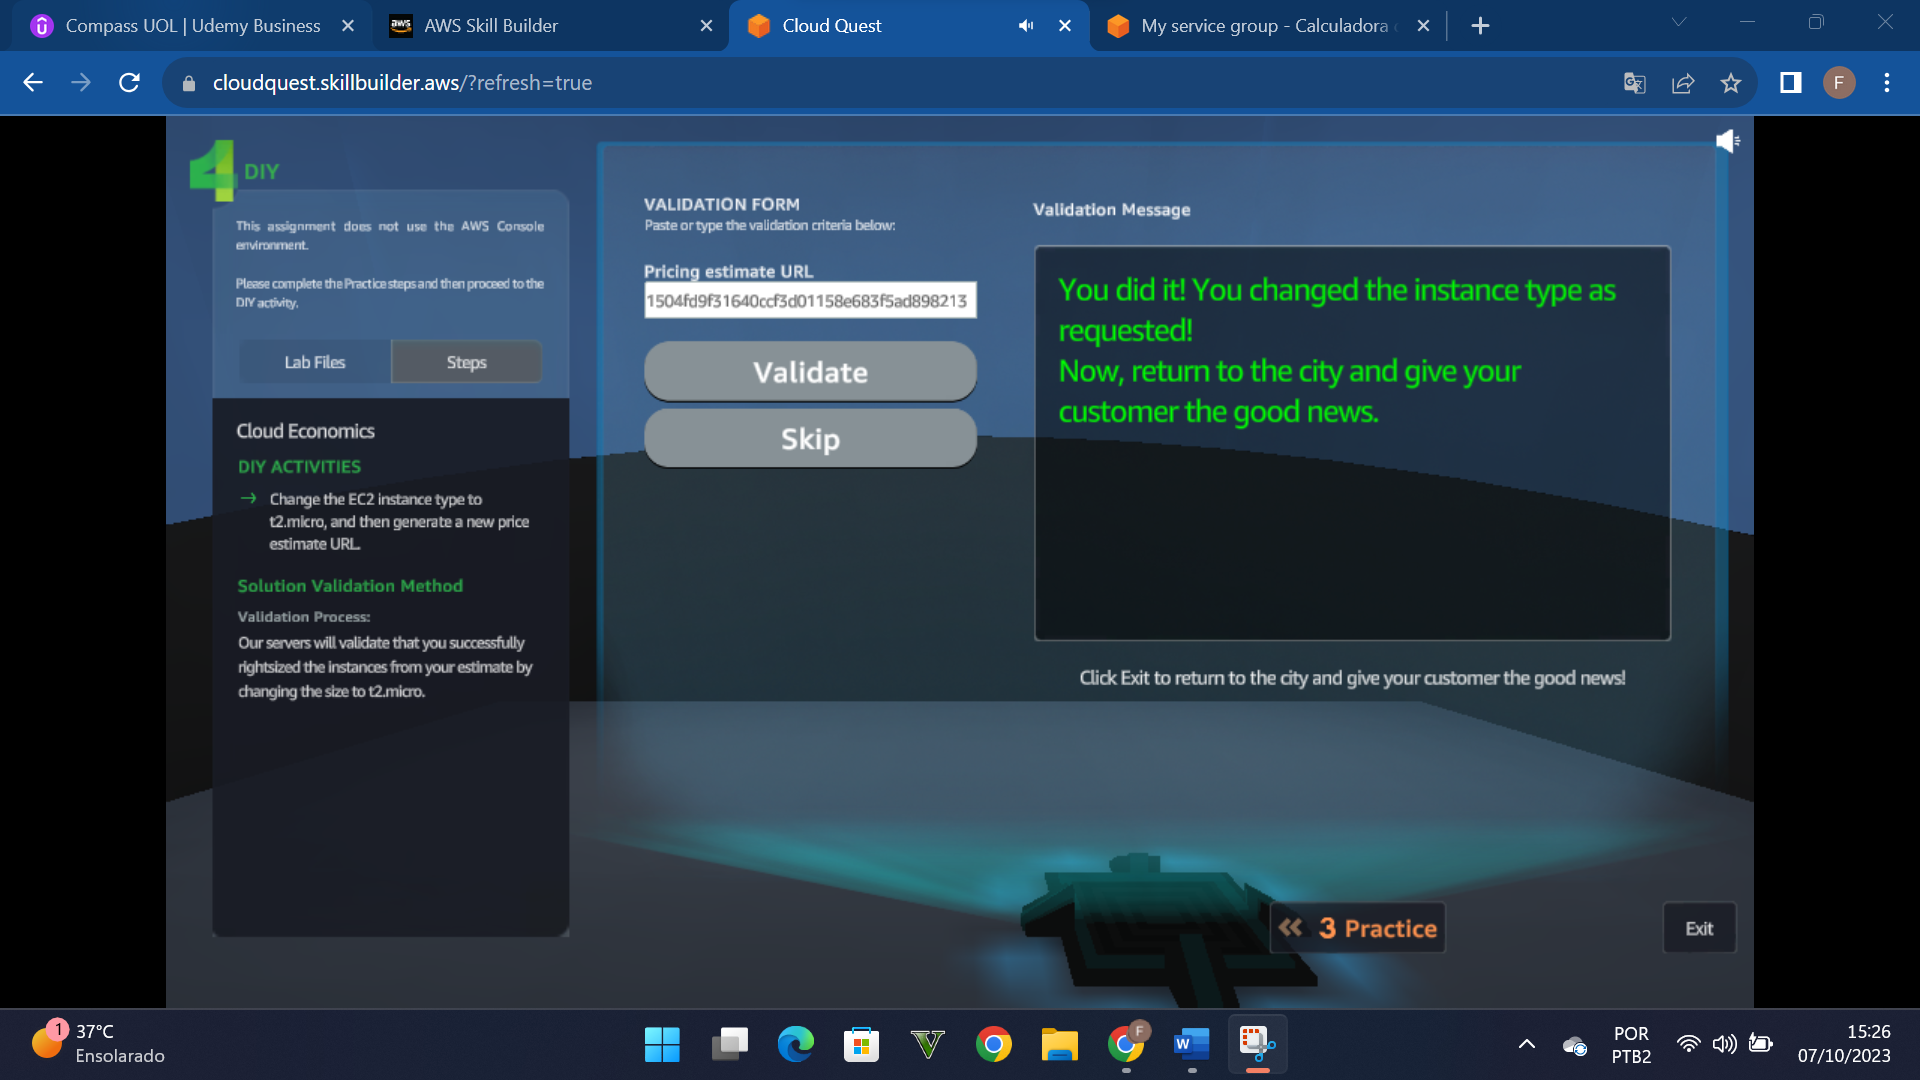 Compass UOL | Udemy Business
AWS Skill Builder
Cloud Quest
My service group - Calculadora
cloudquest.skillbuilder.aws/?refresh=true
F
4 DIY
This assignment does not use the AWS Console
environment.
Please complete the Practice steps and then proceed to the
DIY activity.
Lab Files
Steps
Cloud Economics
DIY ACTIVITIES
→ Change the EC2 instance type to
t2.micro, and then generate a new price
estimate URL.
Solution Validation Method
Validation Process:
Our servers will validate that you successfully
rightsized the instances from your estimate by
changing the size to t2.micro.
VALIDATION FORM
Paste or type the validation criteria below:
Pricing estimate URL
1504fd9f31640ccf3d01158e683f5ad898213
Validate
Skip
Validation Message
You did it! You changed the instance type as
requested!
Now, return to the city and give your
customer the good news.
Click Exit to return to the city and give your customer the good news!
« 3 Practice
Exit
1
37°C
Ensolarado
F
POR
PTB2
15:26
07/10/2023